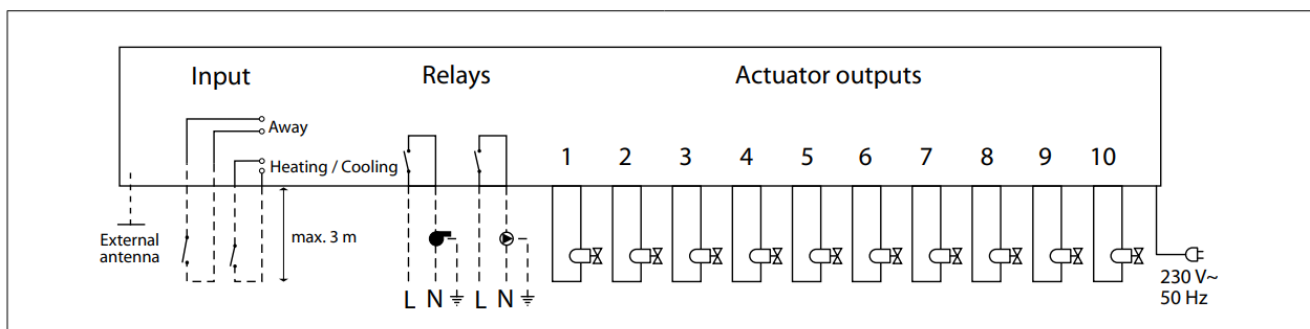 Input
Relays
Actuator outputs
Away
Heating / Cooling
1 2 3 4 5 6 7 8 9 10
External
antenna
max. 3 m
L N L N
230 V~
50 Hz